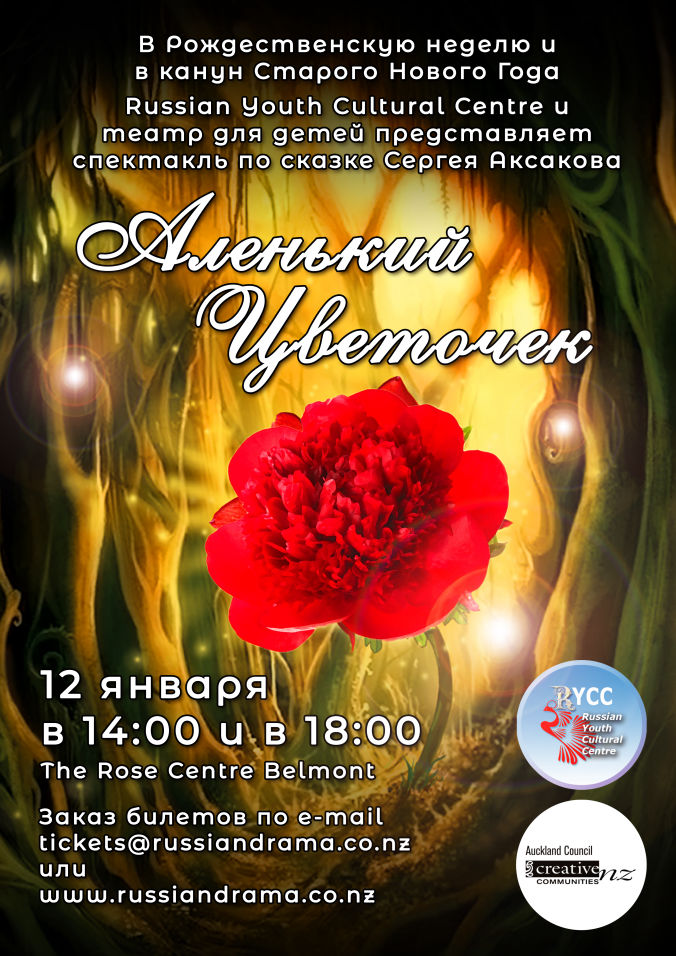 В Рождественскую неделю и
в канун Старого Нового Года
Russian Youth Cultural Centre и
театр для детей представляет
спектакль по сказке Сергея Аксакова
Аленький
Цветочек
12 января
в 14:00 и в 18:00
The Rose Centre Belmont
Заказ билетов по e-mail
tickets@russiandrama.co.nz
или
www.russiandrama.co.nz
RYCC
Russian
Youth
Cultural
Centre
Auckland Council
creative nz
COMMUNITIES